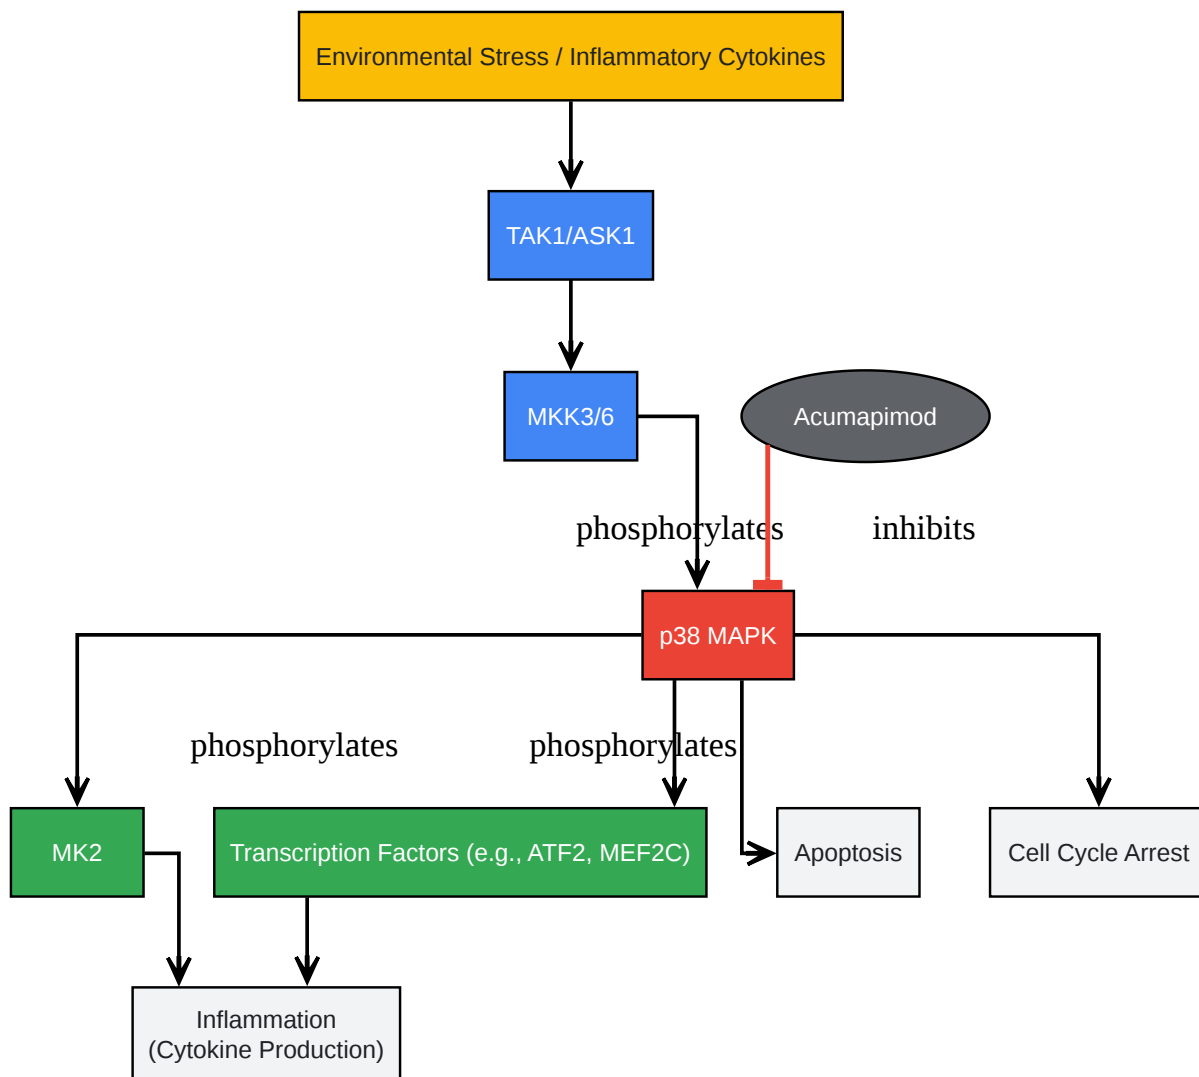 Environmental Stress / Inflammatory Cytokines
TAK1/ASK1
MKK3/6
Acumapimod
phosphorylates
inhibits
p38 MAPK
phosphorylates
phosphorylates
MK2
Transcription Factors (e.g., ATF2, MEF2C)
Apoptosis
Cell Cycle Arrest
Inflammation
(Cytokine Production)